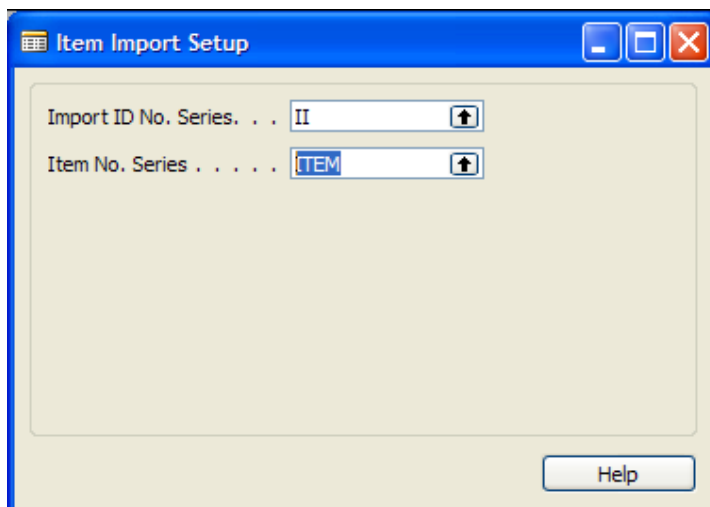 Item Import Setup
Import ID No. Series. . . II
Item No. Series . . . . . ITEM
Help